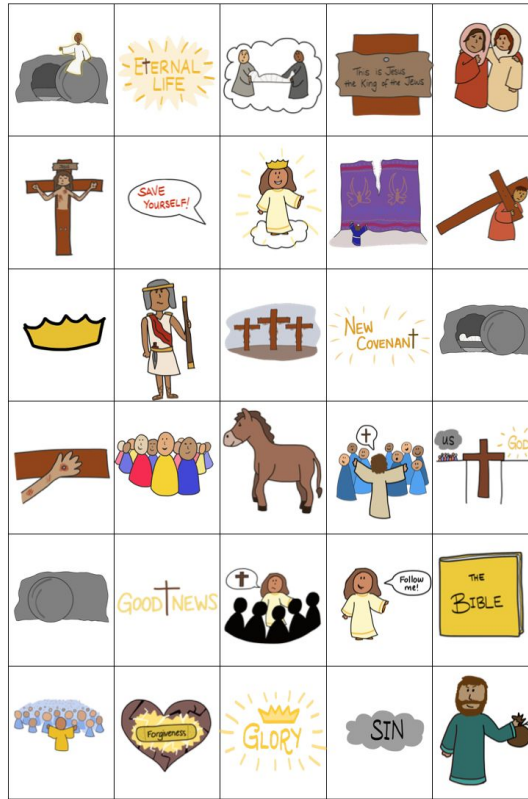 ETERNAL
LIFE
This is Jesus
the King of the Jews
SAVE
YOURSELF!
NEW
COVENANT
US
GOD
GOOD NEWS
Follow
me!
THE
BIBLE
Forgiveness
GLORY
SIN